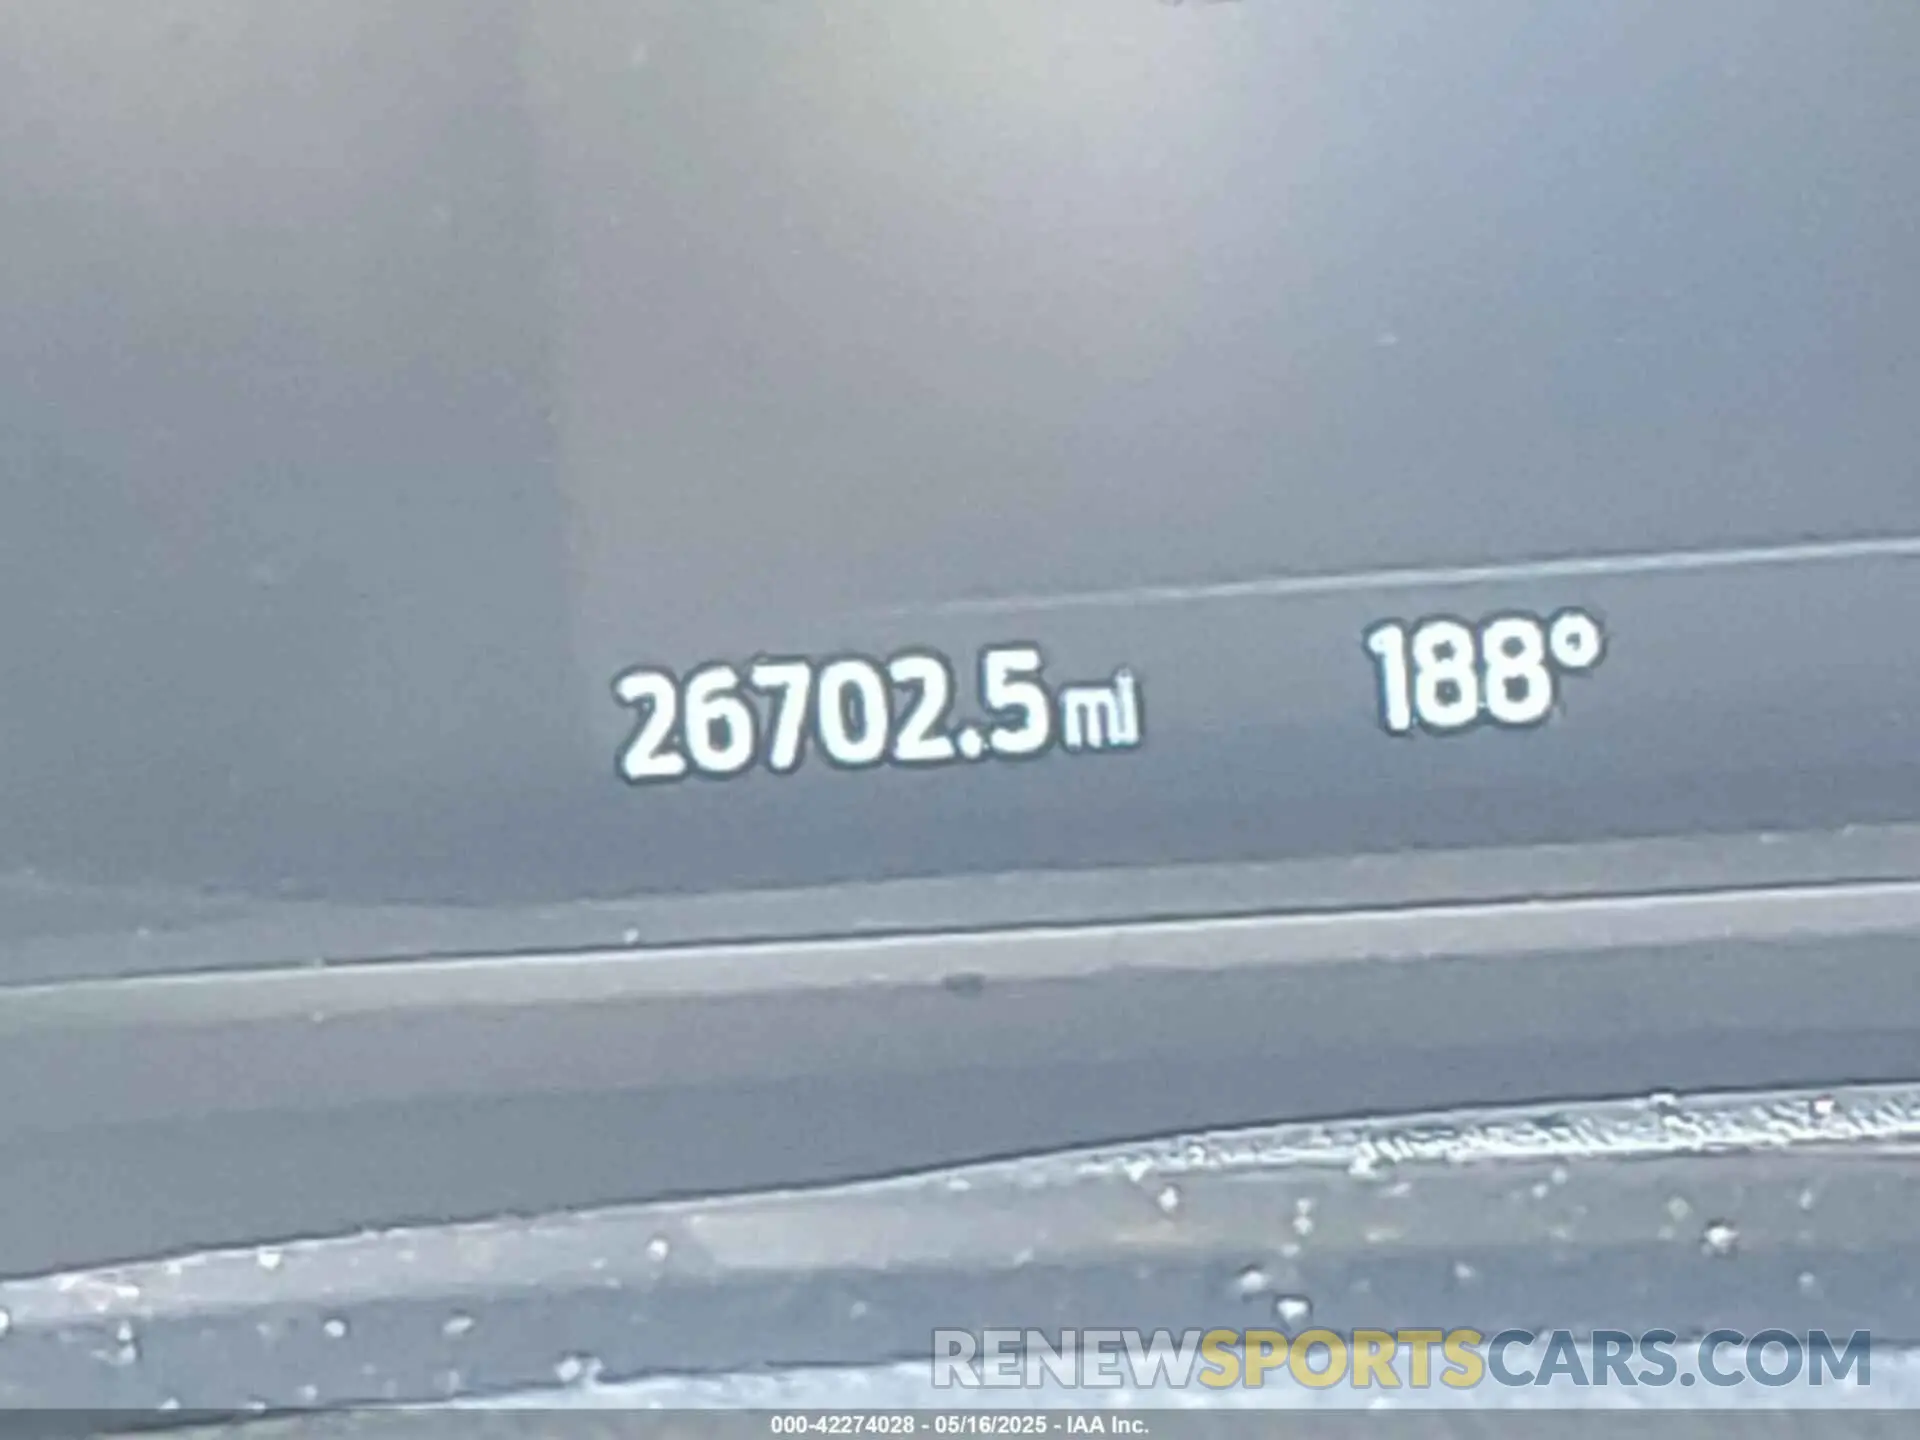 26702.5 mi 188°
RENEWSPORTSCARS.COM
000-42274028 - 05/16/2025 - IAA Inc.